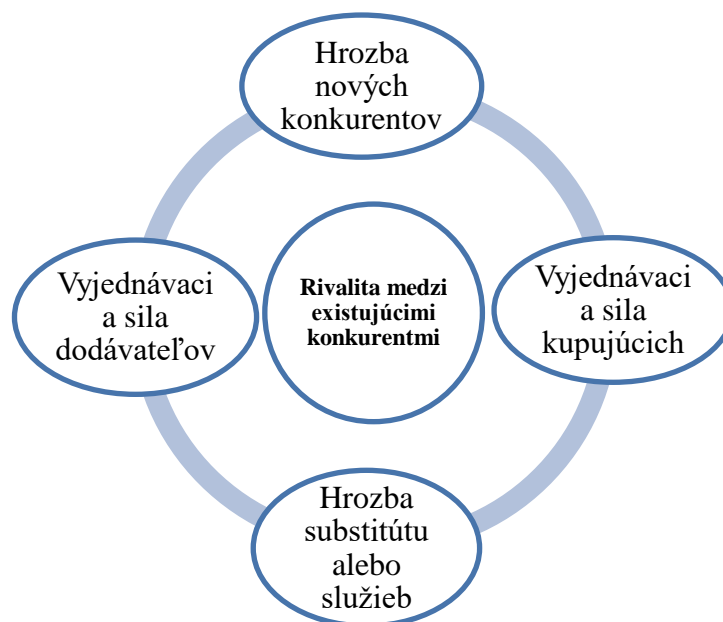 Hrozba
nových
konkurentov
Vyjednávaci
a sila
dodávateľov
Rivalita medzi
existujúcimi
konkurentmi
Vyjednávaci
a sila
kupujúcich
Hrozba
substitútu
alebo
služieb